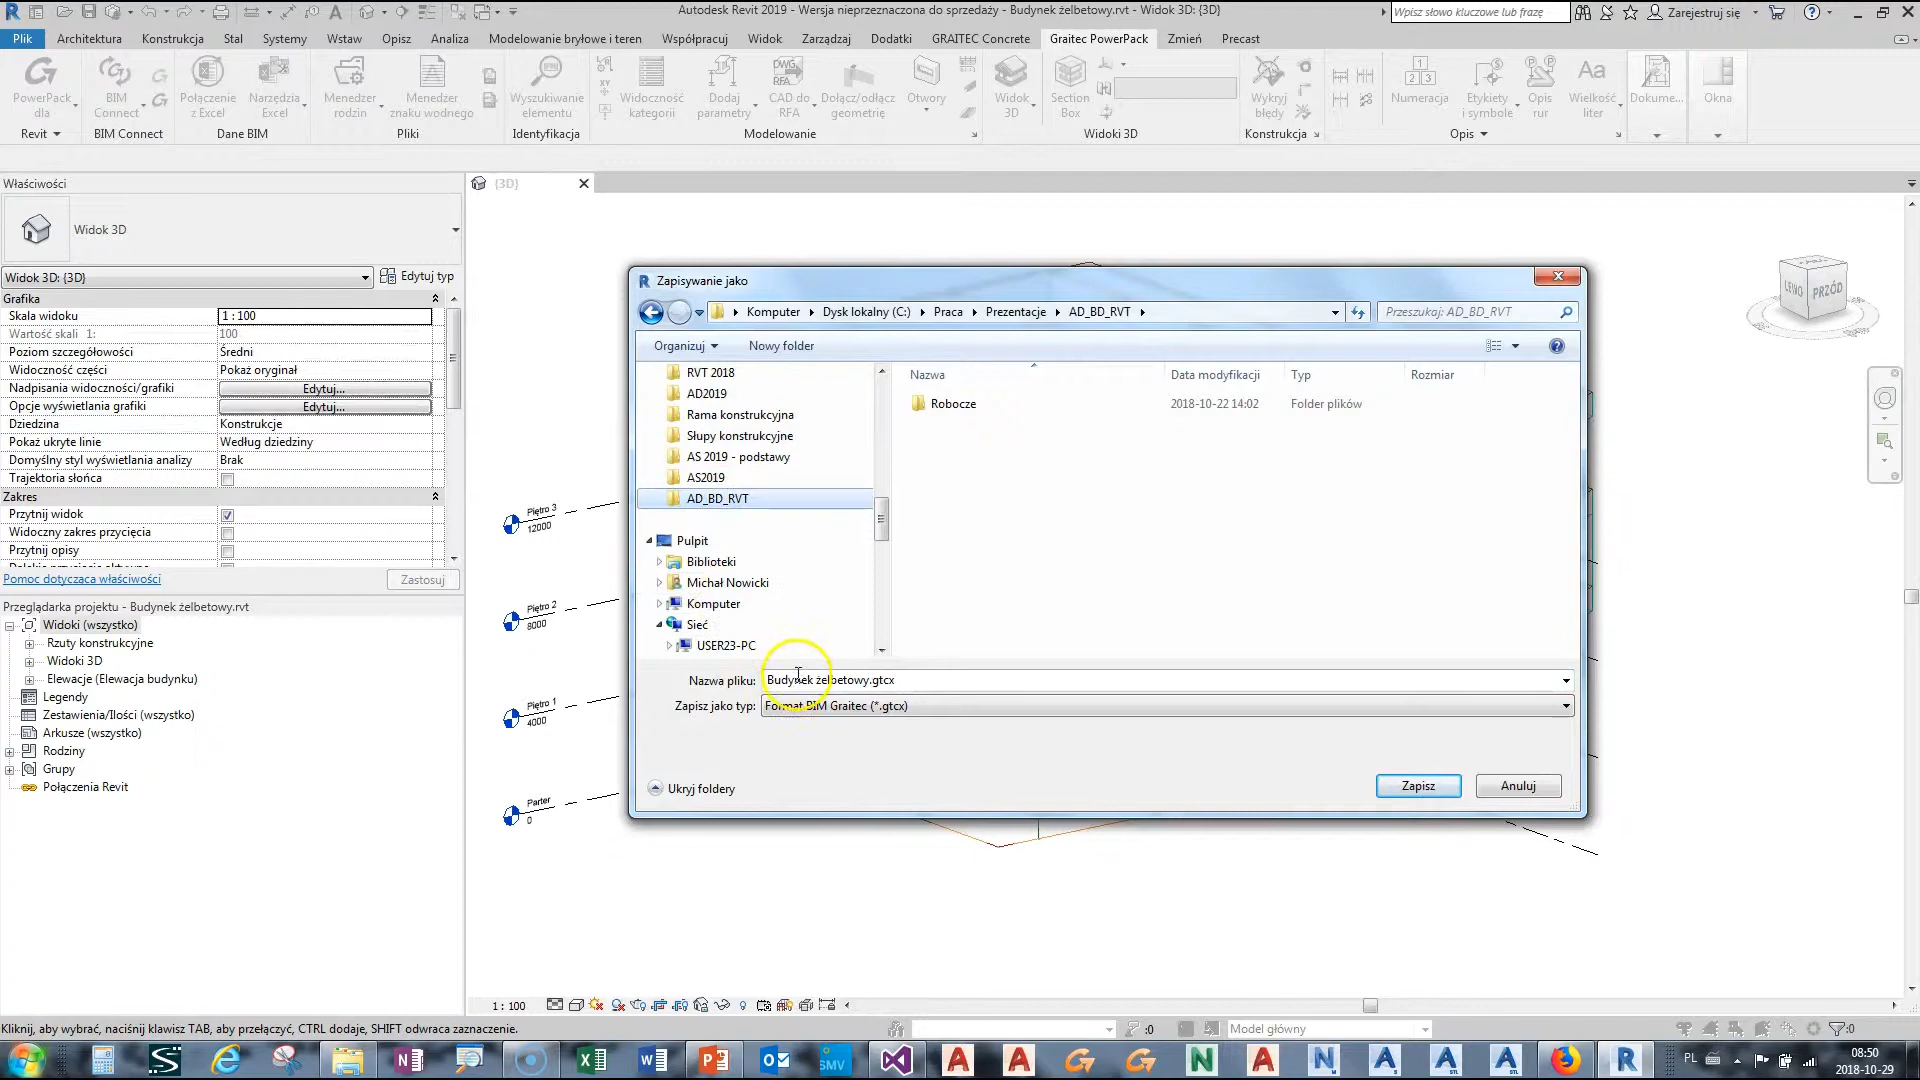 Autodesk Revit 2019 - Wersja nieprzeznaczona do sprzedaży - Budynek żelbetowy.rvt - Widok 3D: {3D}
Wpisz słowo kluczowe lub frazę
Zarejestruj się
Plik Architektura Konstrukcja Stal Systemy Wstaw Opisz Analiza Modelowanie bryłowe i teren Współpracuj Widok Zarządzaj Dodatki GRAITEC Concrete Graitec PowerPack Zmień Precast
PowerPack dla
BIM Connect
Połączenie z Excel
Narzędzia Excel
Menedżer rodzin
Menedżer znaku wodnego
Wyszukiwanie elementu
Widoczność kategorii
Dodaj parametry
CAD do RFA
Dołącz/odłącz geometrię
Otwory
Widok 3D
Section Box
Wykryj błędy
Numeracja
Etykiety i symbole
Opis rur
Wielkość liter
Dokume...
Okna
Revit BIM Connect Dane BIM Pliki Identyfikacja Modelowanie Widoki 3D Konstrukcja Opis
Właściwości
Widok 3D
Widok 3D: {3D}
Edytuj typ
Grafika
Skala widoku 1 : 100
Wartość skali 1: 100
Poziom szczegółowości Średni
Widoczność części Pokaż oryginał
Nadpisania widoczności/grafiki Edytuj...
Opcje wyświetlania grafiki Edytuj...
Dziedzina Konstrukcje
Pokaż ukryte linie Według dziedziny
Domyślny styl wyświetlania analizy Brak
Trajektoria słońca
Zakres
Przytnij widok
Widoczny zakres przycięcia
Przytnij opisy
Pomoc dotycząca właściwości
Zastosuj
Przeglądarka projektu - Budynek żelbetowy.rvt
Widoki (wszystko)
Rzuty konstrukcyjne
Widoki 3D
Elewacje (Elewacja budynku)
Legendy
Zestawienia/Ilości (wszystko)
Arkusze (wszystko)
Rodziny
Grupy
Połączenia Revit
{3D}
Piętro 3
12000
Piętro 2
8000
Piętro 1
4000
Parter
0
LEWO PRZÓD
Zapisywanie jako
Komputer Dysk lokalny (C:) Praca Prezentacje AD_BD_RVT
Przeszukaj: AD_BD_RVT
Organizuj Nowy folder
RVT 2018
AD2019
Rama konstrukcyjna
Słupy konstrukcyjne
AS 2019 - podstawy
AS2019
AD_BD_RVT
Pulpit
Biblioteki
Michał Nowicki
Komputer
Sieć
USER23-PC
Nazwa Data modyfikacji Typ Rozmiar
Robocze 2018-10-22 14:02 Folder plików
Nazwa pliku: Budynek żelbetowy.gtcx
Zapisz jako typ: Format BIM Graitec (*.gtcx)
Ukryj foldery
Zapisz Anuluj
1 : 100
Kliknij, aby wybrać, naciśnij klawisz TAB, aby przełączyć, CTRL dodaje, SHIFT odwraca zaznaczenie.
:0
Model główny
:0
PL
08:50
2018-10-29